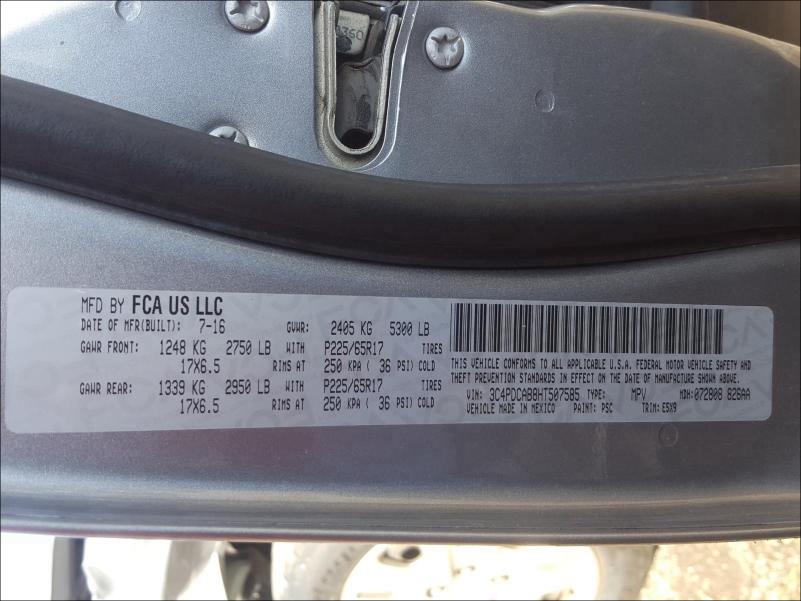 MFD BY FCA US LLC
DATE OF MFR(BUILT): 7-16 GVWR: 2405 KG 5300 LB
GAWR FRONT: 1248 KG 2750 LB WITH P225/65R17 TIRES
17X6.5 RIMS AT 250 KPA ( 36 PSI) COLD
GAWR REAR: 1339 KG 2950 LB WITH P225/65R17 TIRES
17X6.5 RIMS AT 250 KPA ( 36 PSI) COLD
THIS VEHICLE CONFORMS TO ALL APPLICABLE U.S.A. FEDERAL MOTOR VEHICLE SAFETY AND
THEFT PREVENTION STANDARDS IN EFFECT ON THE DATE OF MANUFACTURE SHOWN ABOVE.
VIN: 3C4PDCAB8HT507585 TYPE: MPV MDH: 072808 826AA
VEHICLE MADE IN MEXICO PAINT: PSC TRIM: E5X9